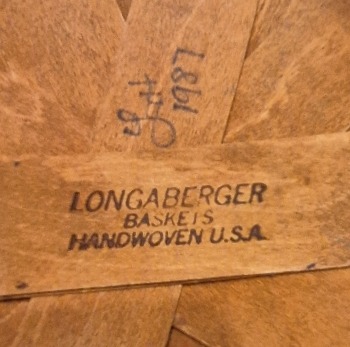 1987
LONGABERGER
BASKETS
HANDWOVEN U.S.A.